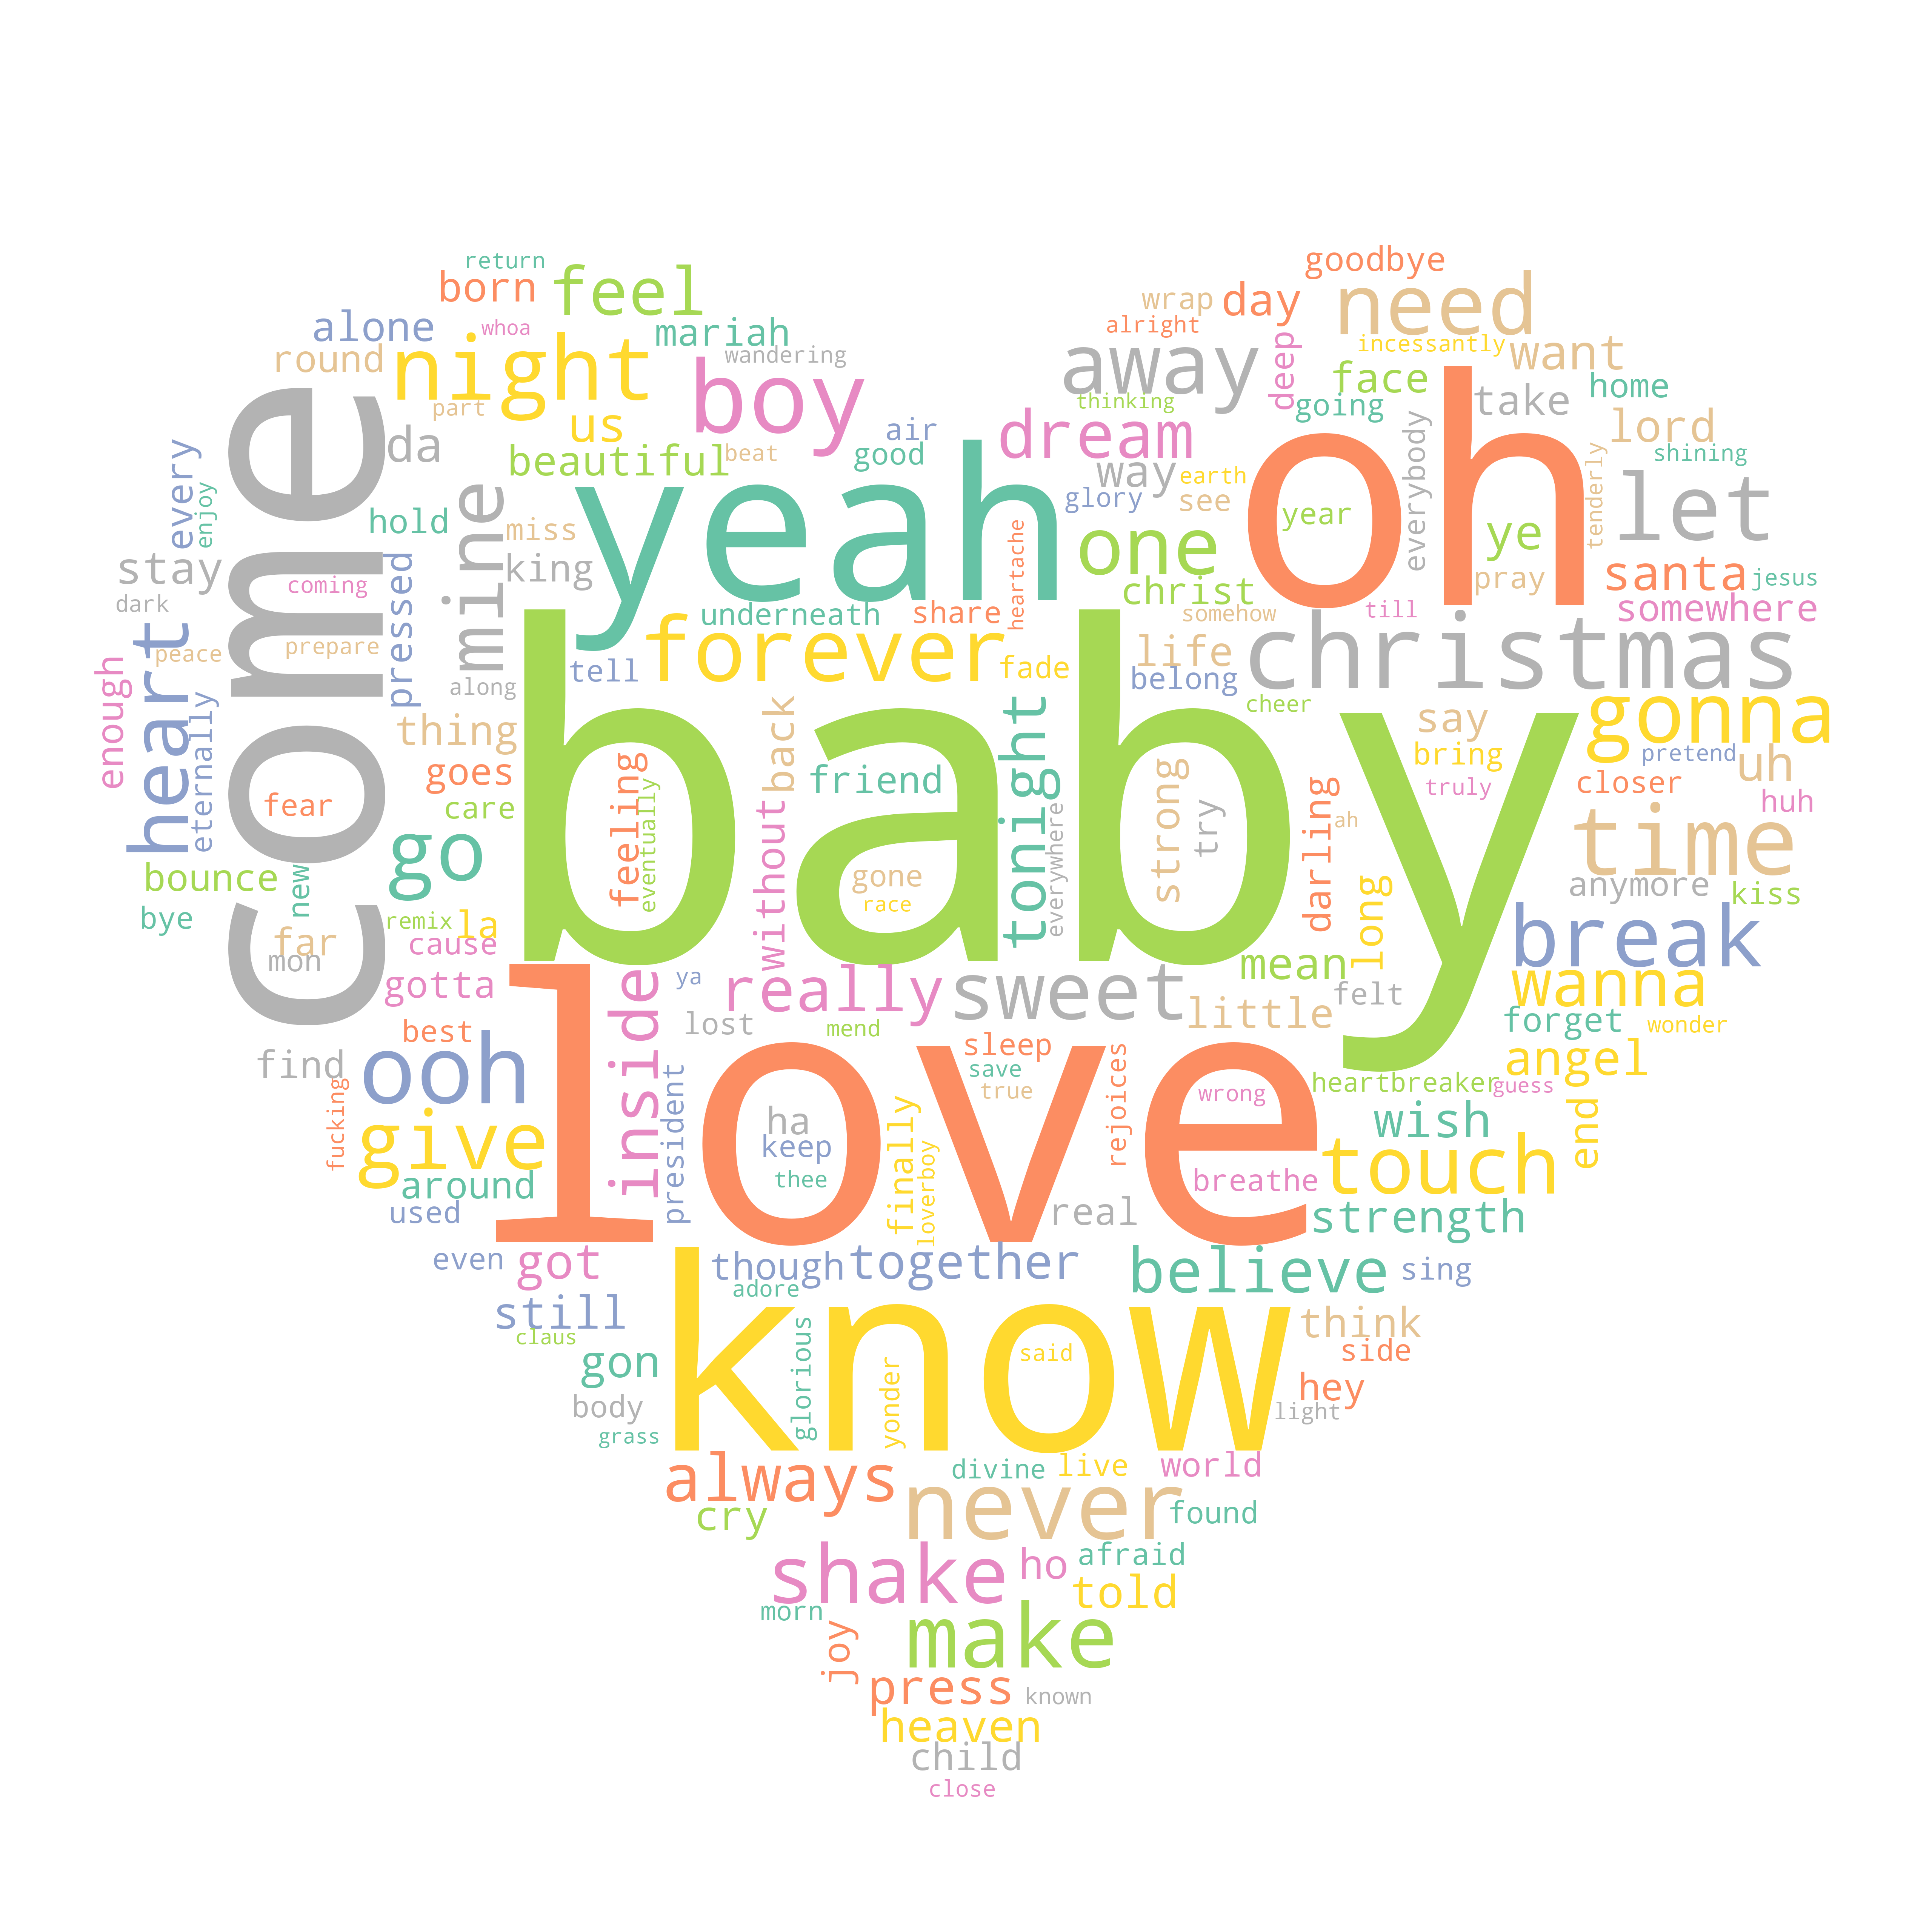 return
goodbye
born
feel
wrap
day
need
alone
whoa
mariah
alright
incessantly
want
round
night
wandering
away
deep
face
home
boy
part
thinking
going
take
us
air
dream
lord
da
beautiful
beat
good
way
earth
everybody
tenderly
shining
every
enjoy
yeah
oh
let
glory
see
year
ye
hold
mine
miss
one
heartache
stay
come
coming
pressed
king
christ
pray
santa
jesus
dark
underneath
share
somehow
till
somewhere
heart
peace
prepare
forever
life
christmas
enough
eternally
along
tell
fade
belong
cheer
gonna
thing
back
tonight
say
bring
pretend
uh
goes
baby
feeling
eventually
friend
strong
try
darling
truly
closer
huh
fear
care
without
everywhere
ah
time
go
bounce
new
gone
race
long
anymore
kiss
bye
remix
la
cause
break
far
mon
gotta
inside
ya
really
sweet
mean
felt
wanna
best
lost
mend
little
forget
wonder
find
ooh
sleep
save
true
rejoices
heartbreaker
guess
angel
fucking
president
love
wrong
wish
end
give
ha
keep
thee
finally
loverboy
breathe
touch
around
used
real
strength
even
got
though
together
believe
sing
adore
still
claus
know
think
gon
glorious
yonder
said
side
hey
body
light
grass
always
divine
live
world
cry
never
found
shake
ho
afraid
told
morn
joy
make
press
known
heaven
child
close